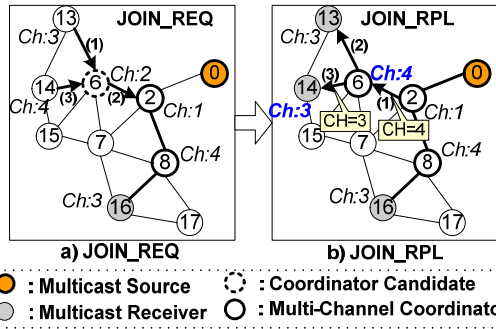 JOIN_REQ
13
Ch:3
(1)
14
(3)
6
Ch:2
(2)
0
Ch:4
2
Ch:1
15
7
8
Ch:4
Ch:3
16
17
a) JOIN_REQ
JOIN_RPL
13
Ch:3
(2)
14
(3)
6
Ch:4
0
(1)
2
Ch:1
Ch:3
CH=3
CH=4
15
7
8
Ch:4
Ch:3
16
17
b) JOIN_RPL
: Multicast Source
: Coordinator Candidate
: Multicast Receiver
: Multi-Channel Coordinato